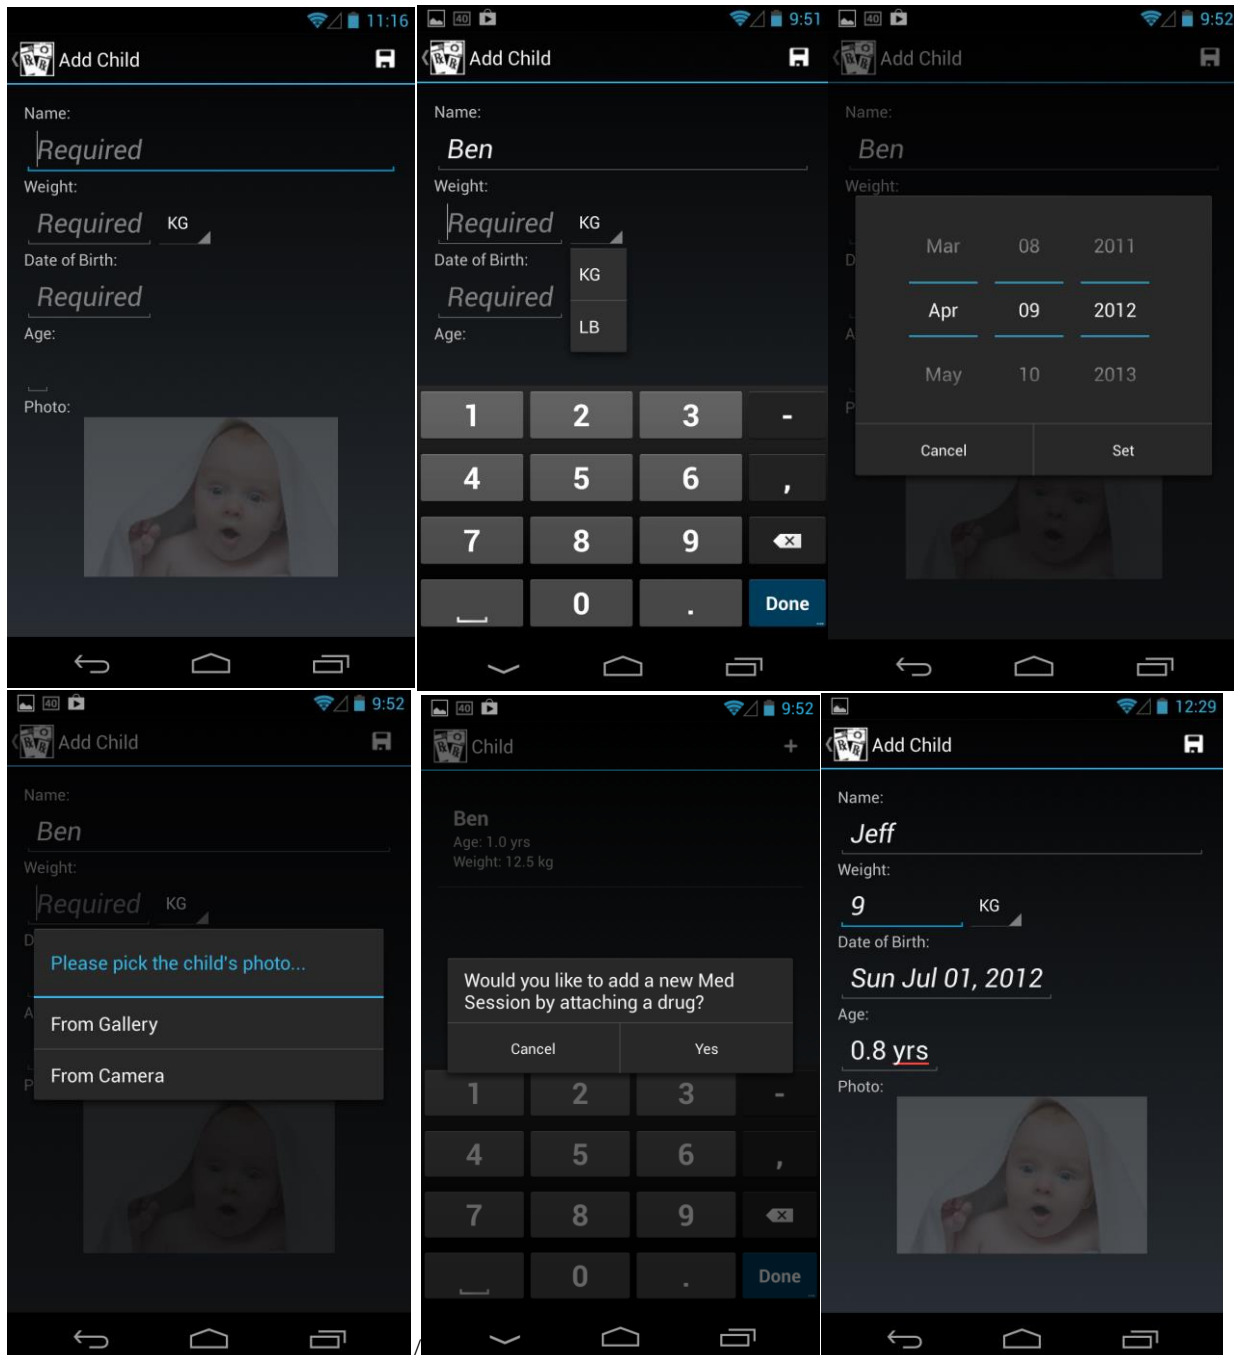 11:16
Add Child
Name:
Required
Weight:
Required KG
Date of Birth:
Required
Age:
Photo:
40 9:51
Add Child
Name:
Ben
Weight:
Required KG
KG
Date of Birth:
Required
LB
Age:
1 2 3 -
4 5 6 ,
7 8 9
0 . Done
40 9:52
Add Child
Name:
Ben
Weight:
Mar 08 2011
D
Apr 09 2012
A
May 10 2013
P
Cancel Set
40 9:52
Add Child
Name:
Ben
Weight:
Required KG
D
Please pick the child's photo...
A
From Gallery
From Camera
P
40 9:52
Child +
Ben
Age: 1.0 yrs
Weight: 12.5 kg
Would you like to add a new Med
Session by attaching a drug?
Cancel Yes
1 2 3 -
4 5 6 ,
7 8 9
0 . Done
/
12:29
Add Child
Name:
Jeff
Weight:
9 KG
Date of Birth:
Sun Jul 01, 2012
Age:
0.8 yrs
Photo: